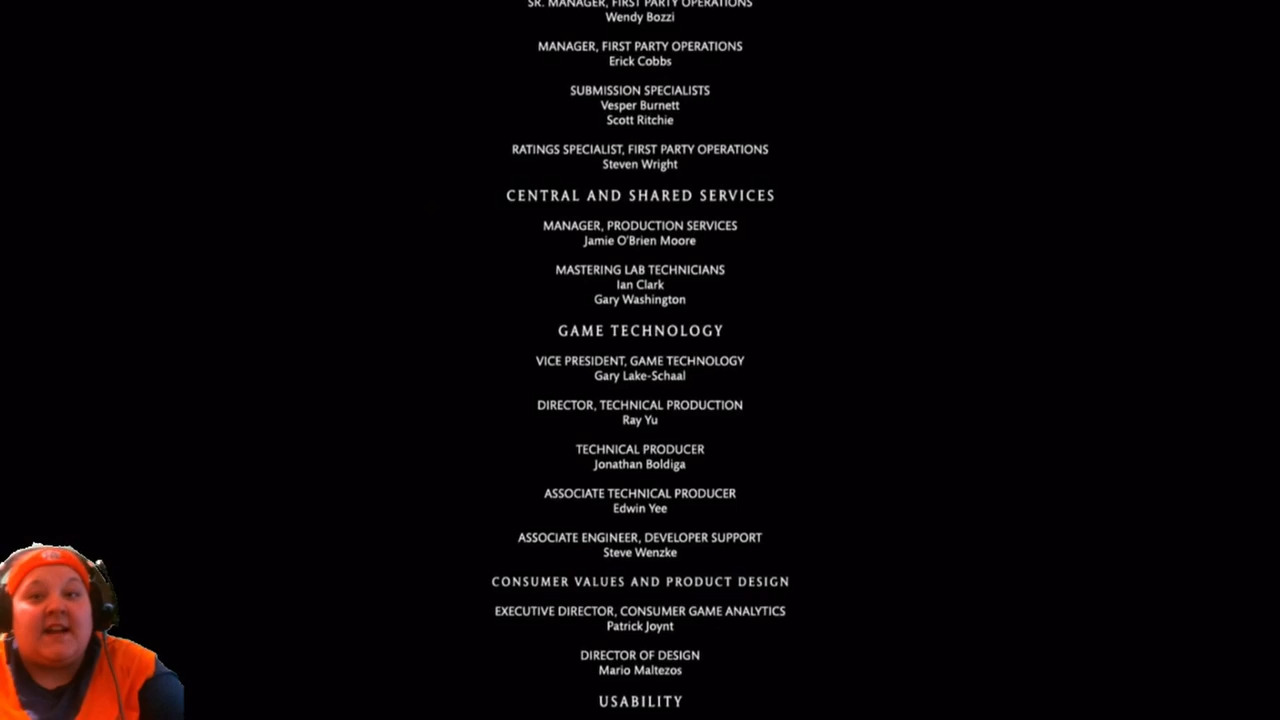 SR. MANAGER, FIRST PARTY OPERATIONS
Wendy Bozzi
MANAGER, FIRST PARTY OPERATIONS
Erick Cobbs
SUBMISSION SPECIALISTS
Vesper Burnett
Scott Ritchie
RATINGS SPECIALIST, FIRST PARTY OPERATIONS
Steven Wright
CENTRAL AND SHARED SERVICES
MANAGER, PRODUCTION SERVICES
Jamie O'Brien Moore
MASTERING LAB TECHNICIANS
Ian Clark
Gary Washington
GAME TECHNOLOGY
VICE PRESIDENT, GAME TECHNOLOGY
Gary Lake-Schaal
DIRECTOR, TECHNICAL PRODUCTION
Ray Yu
TECHNICAL PRODUCER
Jonathan Boldiga
ASSOCIATE TECHNICAL PRODUCER
Edwin Yee
ASSOCIATE ENGINEER, DEVELOPER SUPPORT
Steve Wenzke
CONSUMER VALUES AND PRODUCT DESIGN
EXECUTIVE DIRECTOR, CONSUMER GAME ANALYTICS
Patrick Joynt
DIRECTOR OF DESIGN
Mario Maltezos
USABILITY